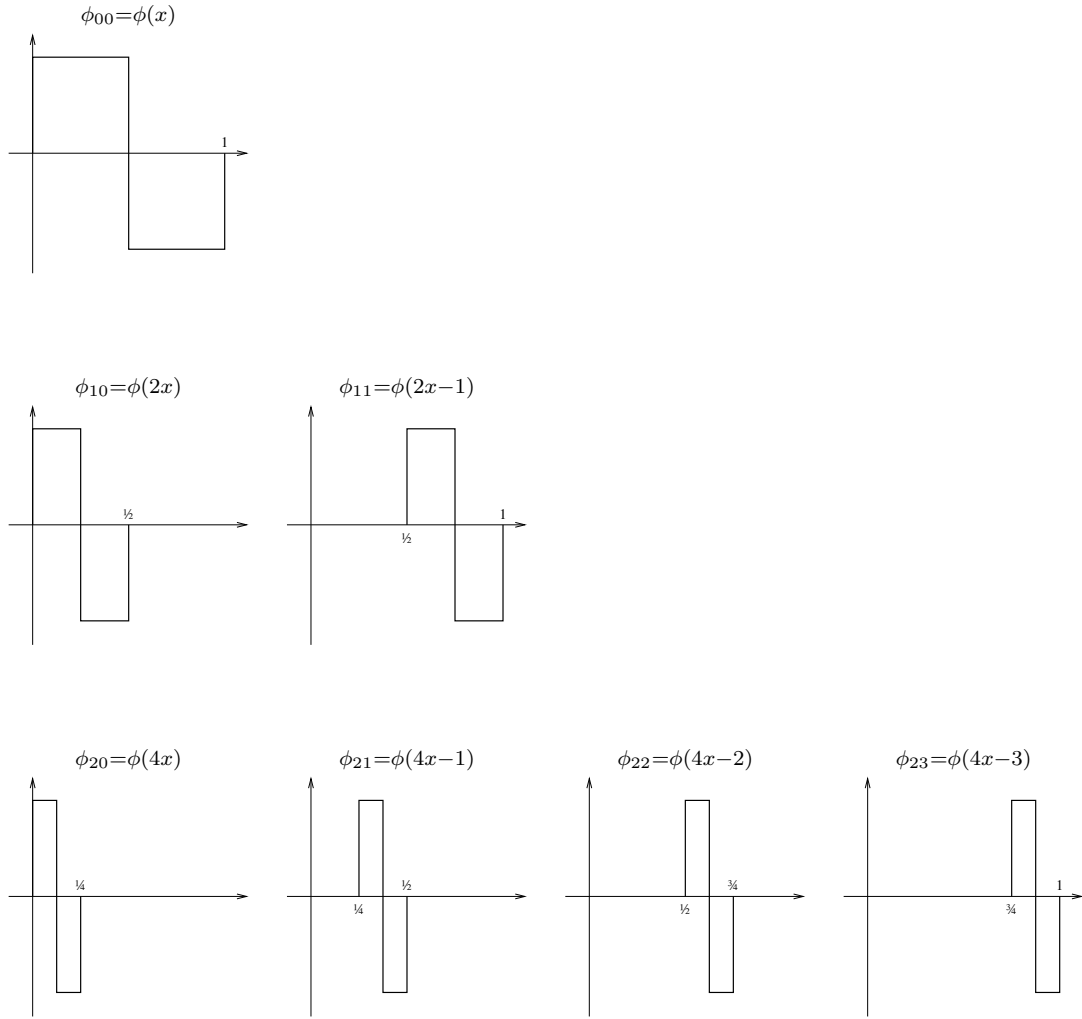 ϕ₀₀=ϕ(x)
1
ϕ₁₀=ϕ(2x) ϕ₁₁=ϕ(2x−1)
½ 1
½
ϕ₂₀=ϕ(4x) ϕ₂₁=ϕ(4x−1) ϕ₂₂=ϕ(4x−2) ϕ₂₃=ϕ(4x−3)
¼ ½ ¾ 1
¼ ½ ¾